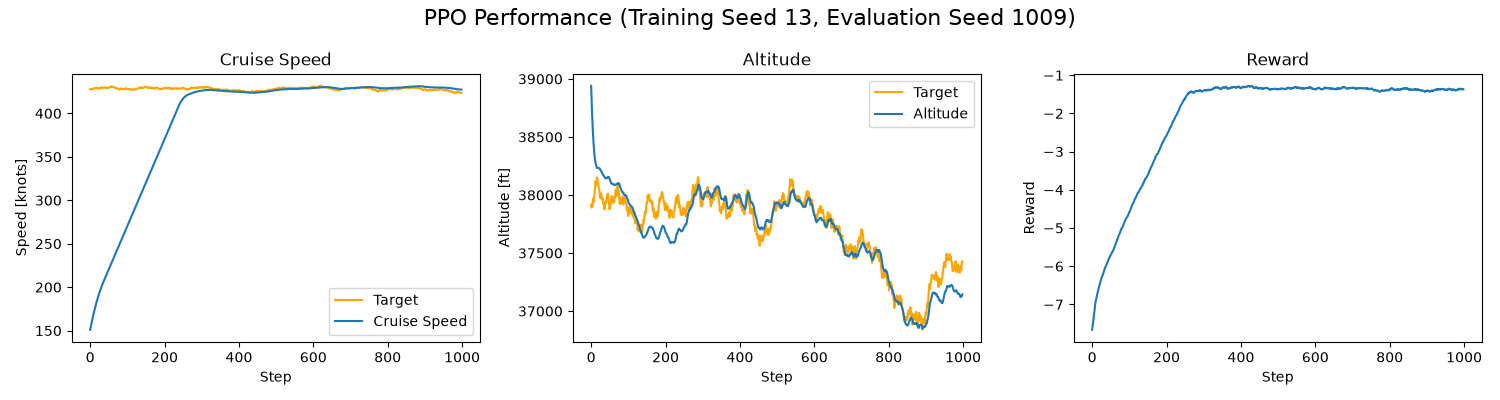 PPO Performance (Training Seed 13, Evaluation Seed 1009)
Cruise Speed
Speed [knots]
400
350
300
250
200
150
0 200 400 600 800 1000
Step
Target
Cruise Speed
Altitude
Altitude [ft]
39000
38500
38000
37500
37000
0 200 400 600 800 1000
Step
Target
Altitude
Reward
Reward
−1
−2
−3
−4
−5
−6
−7
0 200 400 600 800 1000
Step